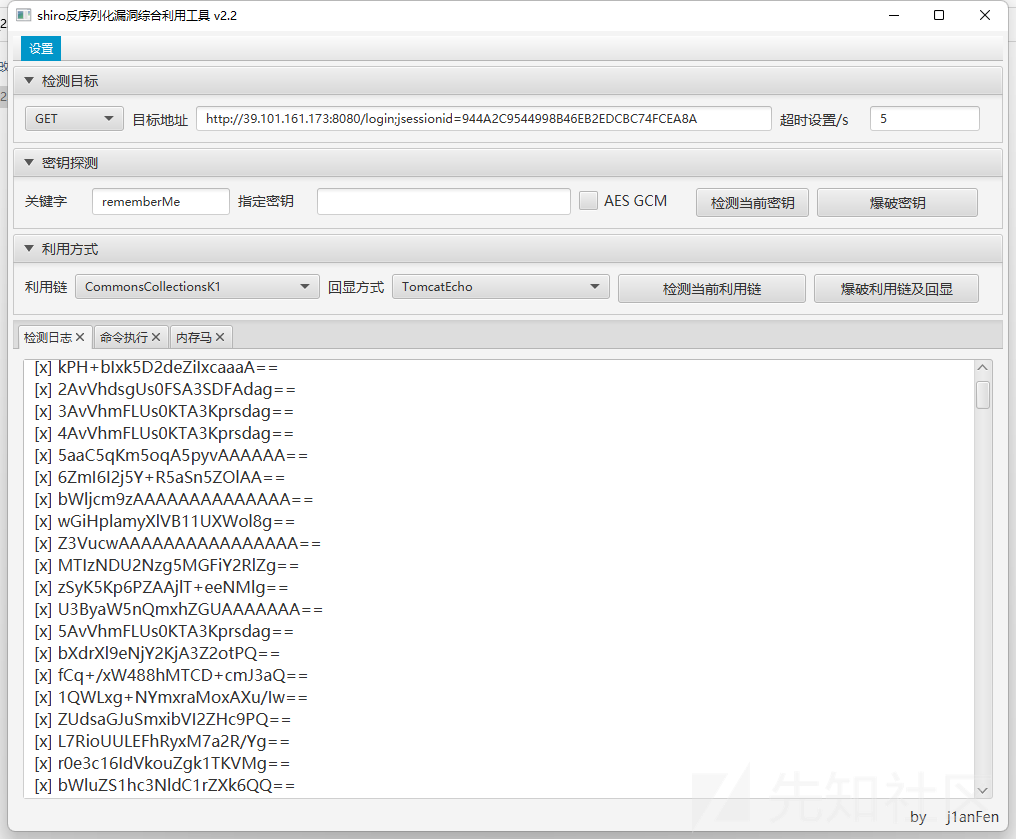 shiro反序列化漏洞综合利用工具 v2.2
设置
检测目标
GET 目标地址 http://39.101.161.173:8080/login;jsessionid=944A2C9544998B46EB2EDCBC74FCEA8A 超时设置/s 5
密钥探测
关键字 rememberMe 指定密钥 AES GCM 检测当前密钥 爆破密钥
利用方式
利用链 CommonsCollectionsK1 回显方式 TomcatEcho 检测当前利用链 爆破利用链及回显
检测日志 命令执行 内存马
[x] kPH+bIxk5D2deZiIxcaaaA==
[x] 2AvVhdsgUs0FSA3SDFAdag==
[x] 3AvVhmFLUs0KTA3Kprsdag==
[x] 4AvVhmFLUs0KTA3Kprsdag==
[x] 5aaC5qKm5oqA5pyvAAAAAA==
[x] 6ZmI6I2j5Y+R5aSn5ZOlAA==
[x] bWljcm9zAAAAAAAAAAAAAA==
[x] wGiHplamyXlVB11UXWol8g==
[x] Z3VucwAAAAAAAAAAAAAAAA==
[x] MTIzNDU2Nzg5MGFiY2RlZg==
[x] zSyK5Kp6PZAAjlT+eeNMlg==
[x] U3ByaW5nQmxhZGUAAAAAAA==
[x] 5AvVhmFLUs0KTA3Kprsdag==
[x] bXdrXl9eNjY2KjA3Z2otPQ==
[x] fCq+/xW488hMTCD+cmJ3aQ==
[x] 1QWLxg+NYmxraMoxAXu/Iw==
[x] ZUdsaGJuSmxibVI2ZHc9PQ==
[x] L7RioUULEFhRyxM7a2R/Yg==
[x] r0e3c16IdVkouZgk1TKVMg==
[x] bWluZS1hc3NldC1rZXk6QQ==
先知社区
by j1anFen